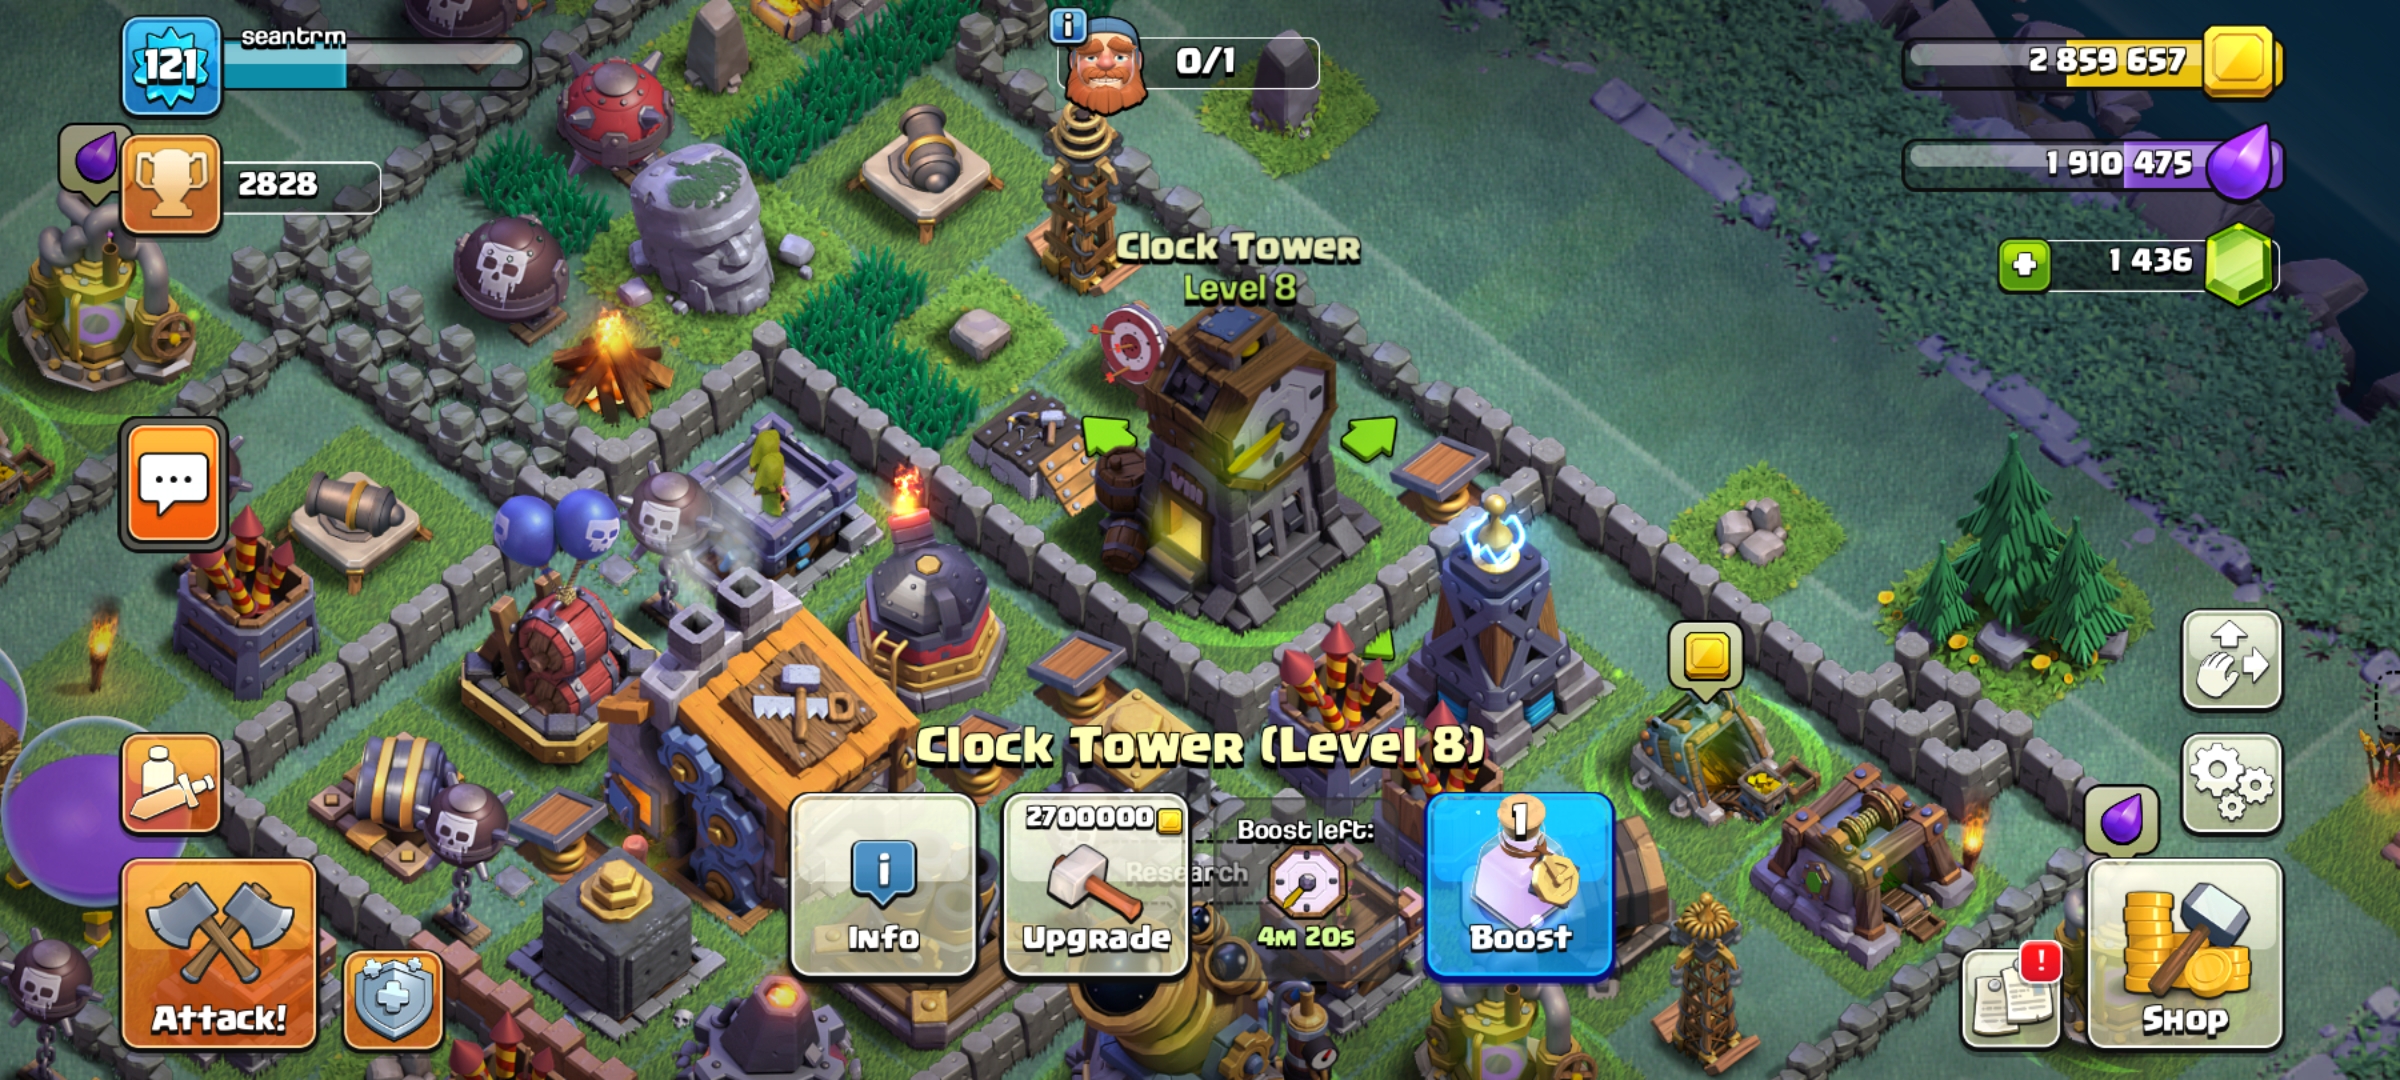 121
seantrm
0/1
2 859 657
2828
1 910 475
1 436
Clock Tower
Level 8
VIII
Clock Tower (Level 8)
Info
2700000
Upgrade
Research
Boost left:
4m 20s
1
Boost
Attack!
!
Shop